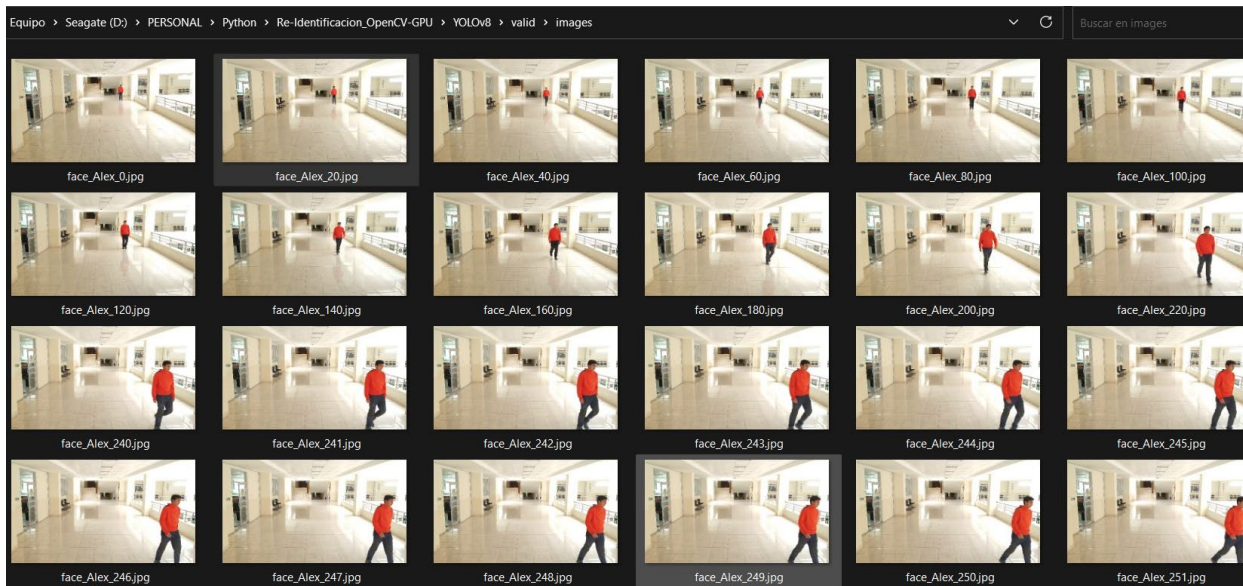 Equipo > Seagate (D:) > PERSONAL > Python > Re-Identificacion_OpenCV-GPU > YOLOv8 > valid > images
Buscar en images
face_Alex_0.jpg
face_Alex_20.jpg
face_Alex_40.jpg
face_Alex_60.jpg
face_Alex_80.jpg
face_Alex_100.jpg
face_Alex_120.jpg
face_Alex_140.jpg
face_Alex_160.jpg
face_Alex_180.jpg
face_Alex_200.jpg
face_Alex_220.jpg
face_Alex_240.jpg
face_Alex_241.jpg
face_Alex_242.jpg
face_Alex_243.jpg
face_Alex_244.jpg
face_Alex_245.jpg
face_Alex_246.jpg
face_Alex_247.jpg
face_Alex_248.jpg
face_Alex_249.jpg
face_Alex_250.jpg
face_Alex_251.jpg